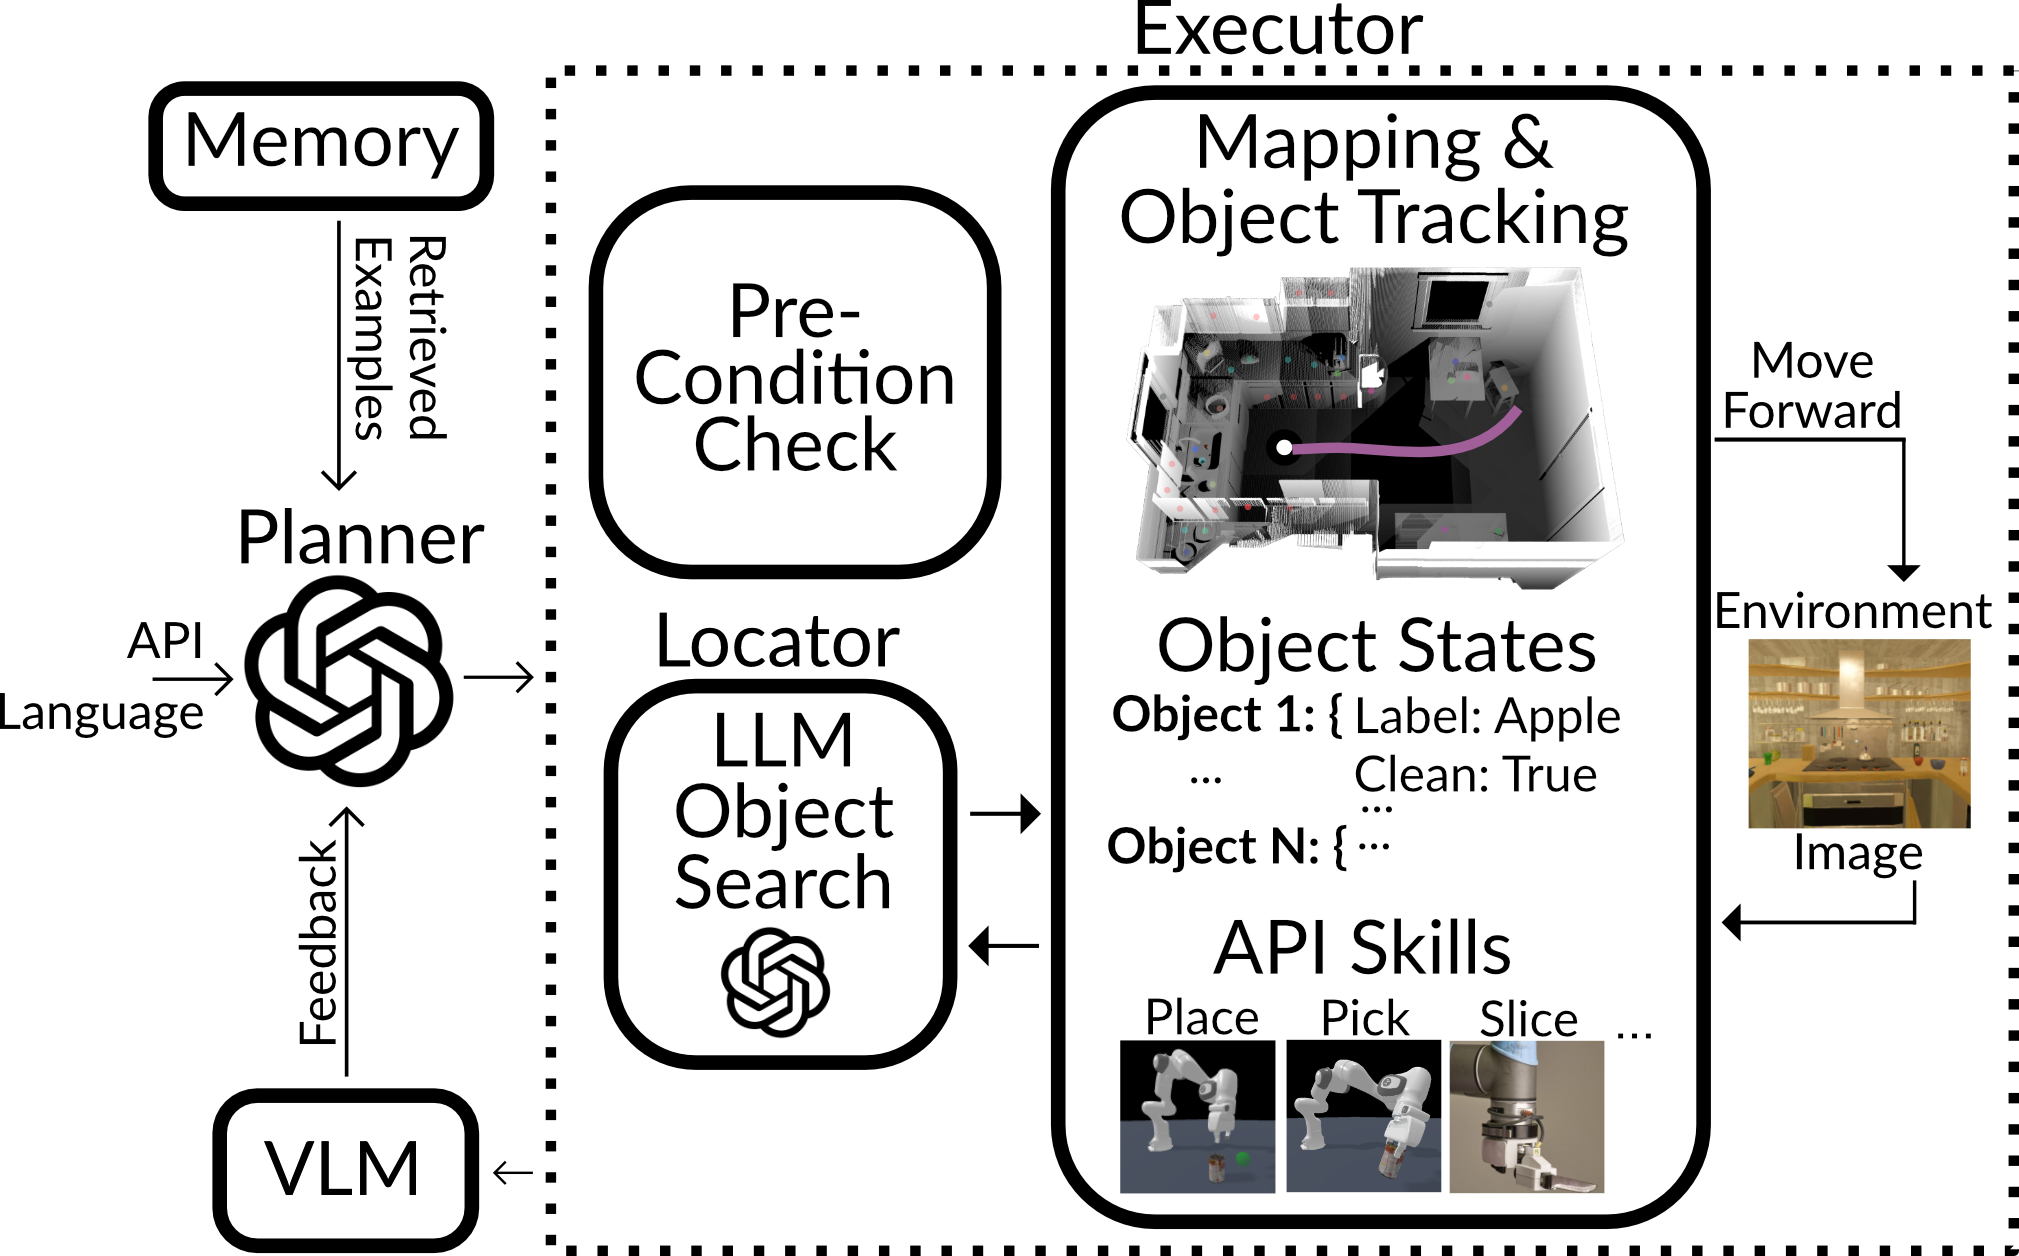 Executor
Memory
Retrieved
Examples
Planner
API
Language
Feedback
VLM
Pre-
Condition
Check
Locator
LLM
Object
Search
Mapping &
Object Tracking
Object States
Object 1: { Label: Apple
... Clean: True
...
Object N: { ...
API Skills
Place Pick Slice ...
Move
Forward
Environment
Image